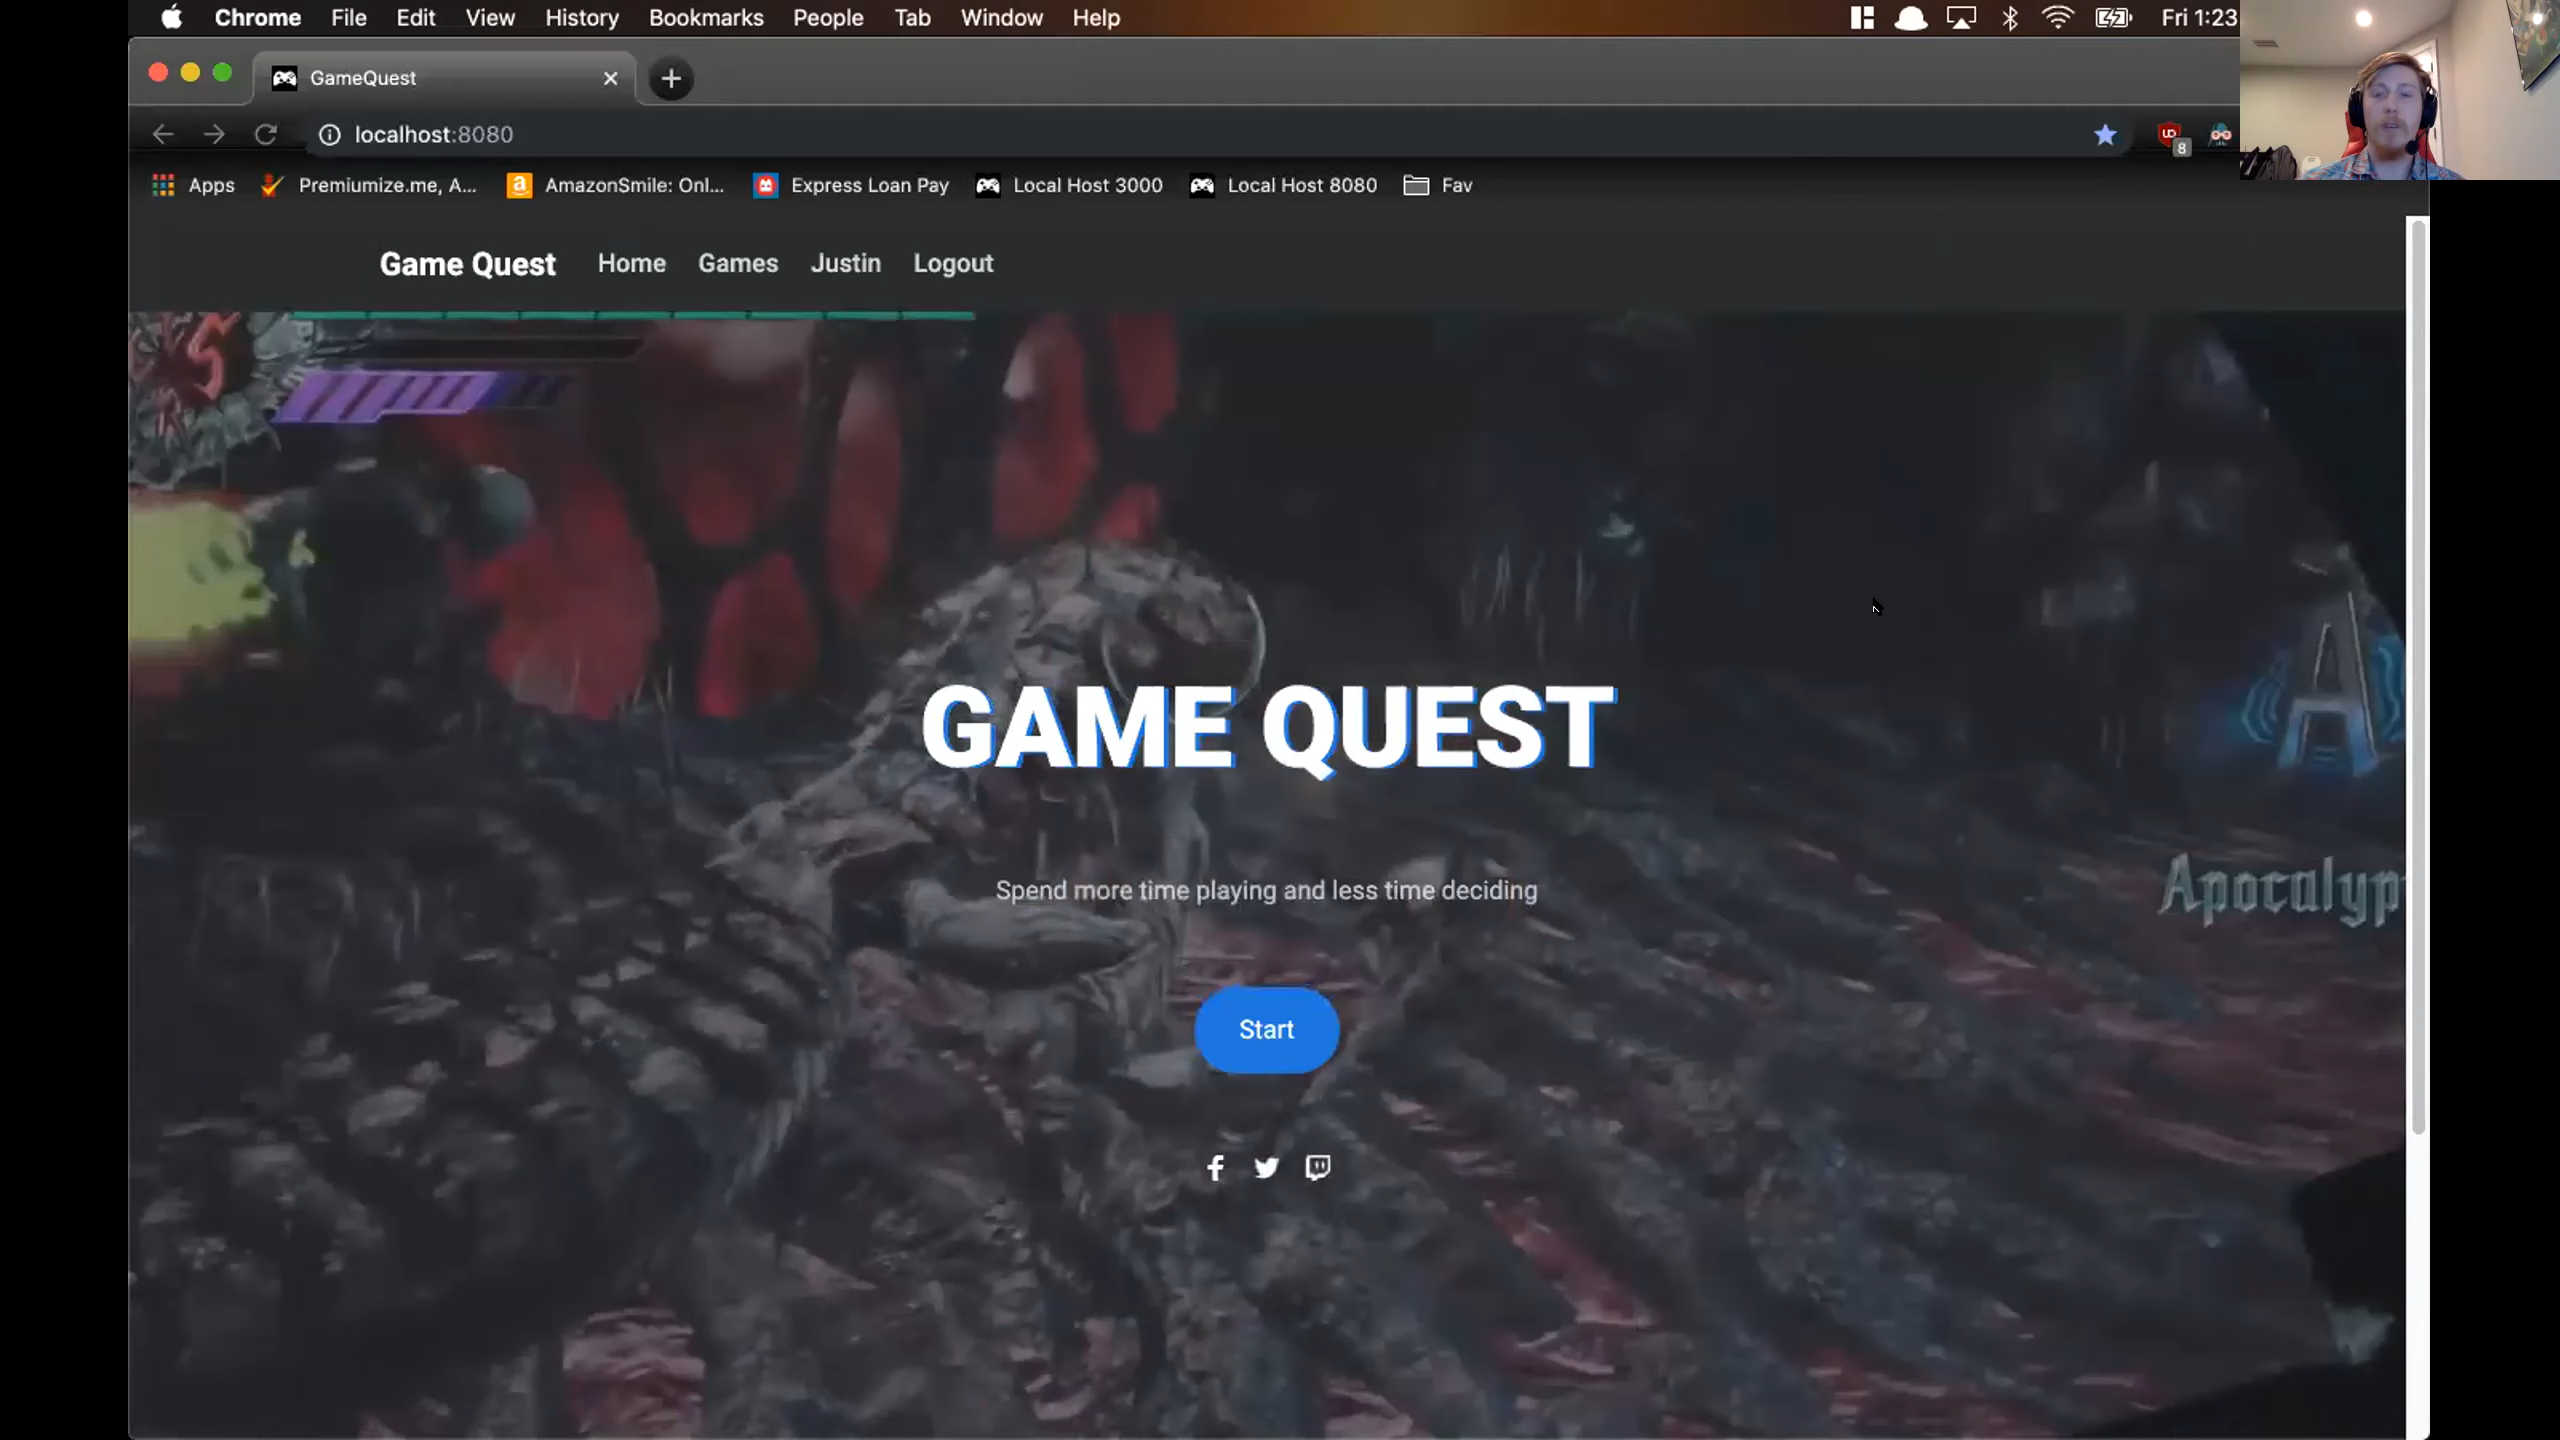 Chrome File Edit View History Bookmarks People Tab Window Help Fri 1:23
GameQuest
localhost:8080
8
Apps Premiumize.me, A... AmazonSmile: Onl... Express Loan Pay Local Host 3000 Local Host 8080 Fav
Game Quest Home Games Justin Logout
GAME QUEST
Apocalyp
Spend more time playing and less time deciding
Start